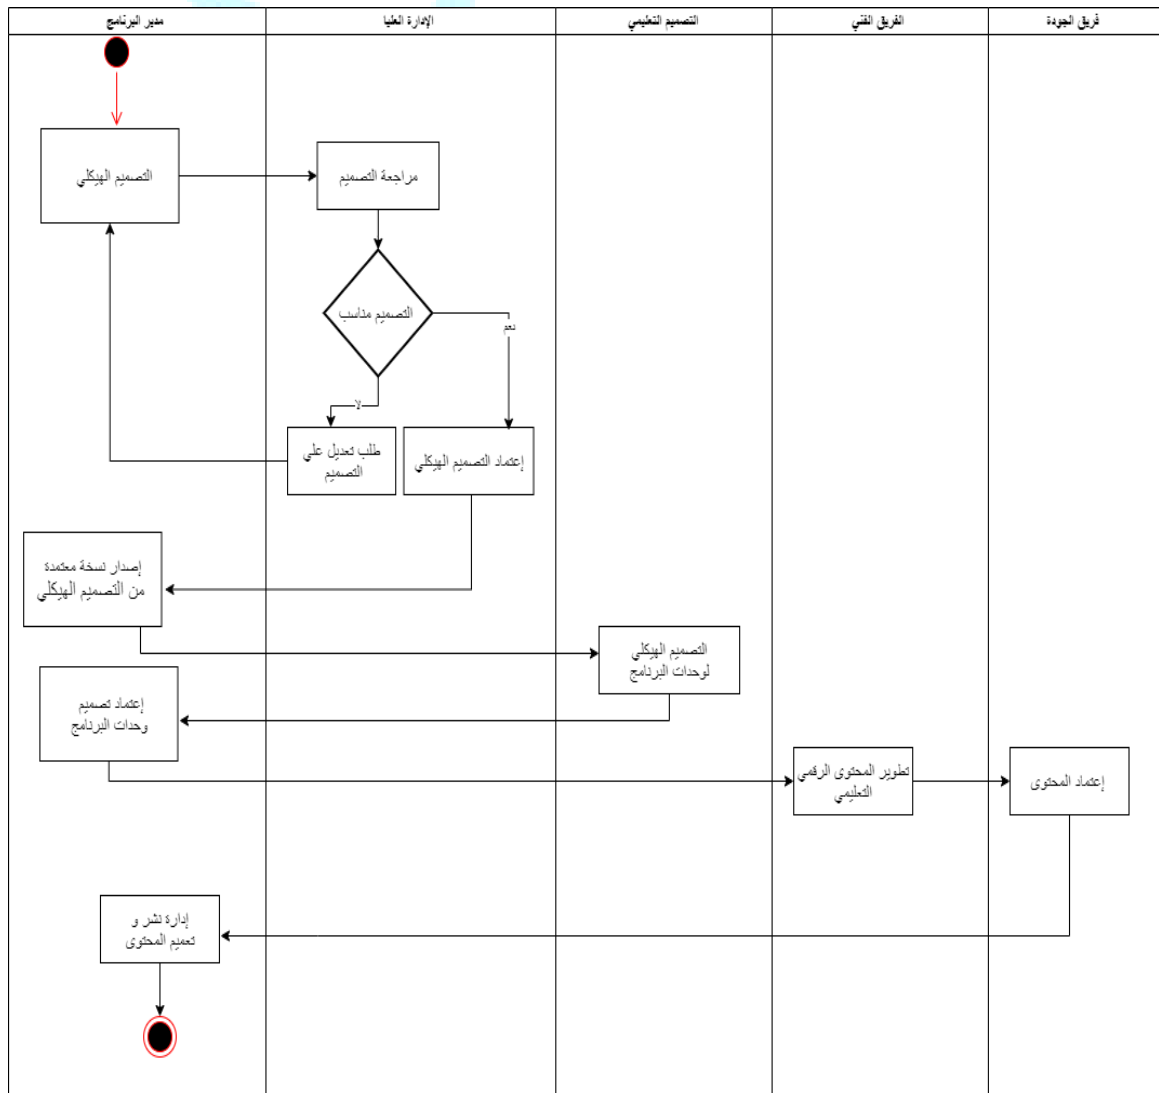 مدير البرنامج
الإدارة العليا
التصميم التعليمي
الفريق الفني
فريق الجودة
التصميم الهيكلي
مراجعة التصميم
التصميم مناسب
نعم
لا
طلب تعديل علي
التصميم
إعتماد التصميم الهيكلي
إصدار نسخة معتمدة
من التصميم الهيكلي
التصميم الهيكلي
لوحدات البرنامج
إعتماد تصميم
وحدات البرنامج
تطوير المحتوى الرقمي
التعليمي
إعتماد المحتوى
إدارة نشر و
تعميم المحتوى